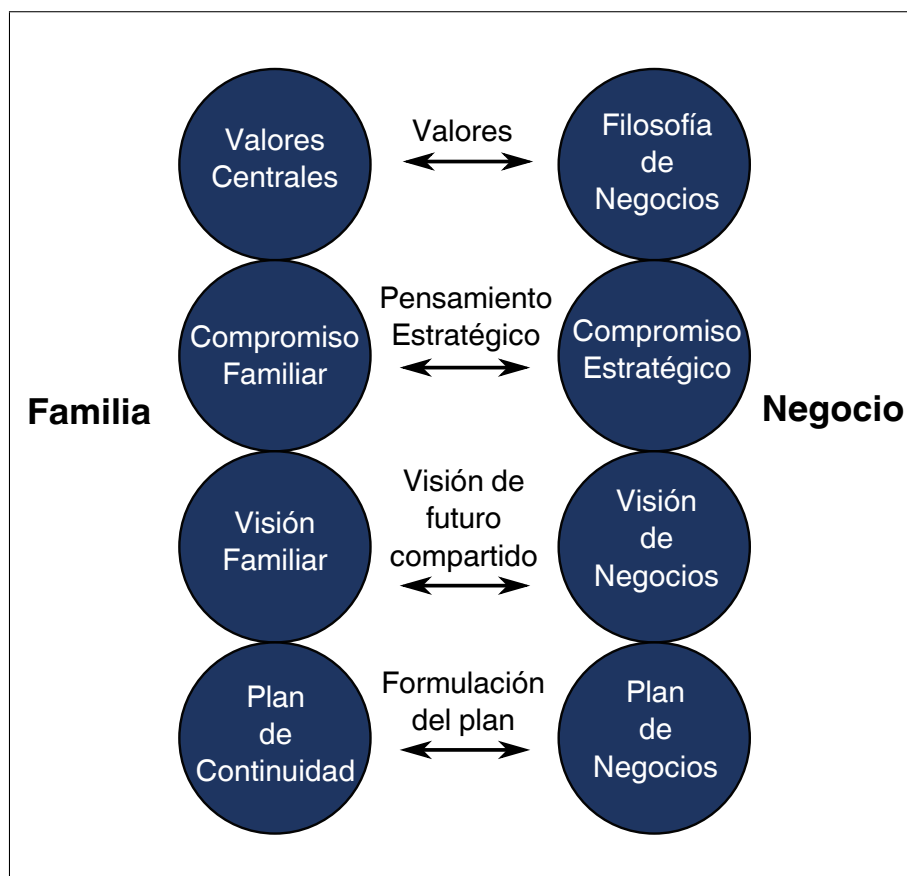 Valores
Centrales
Valores
Filosofía
de
Negocios
Compromiso
Familiar
Pensamiento
Estratégico
Compromiso
Estratégico
Familia
Negocio
Visión
Familiar
Visión de
futuro
compartido
Visión
de
Negocios
Plan
de
Continuidad
Formulación
del plan
Plan
de
Negocios